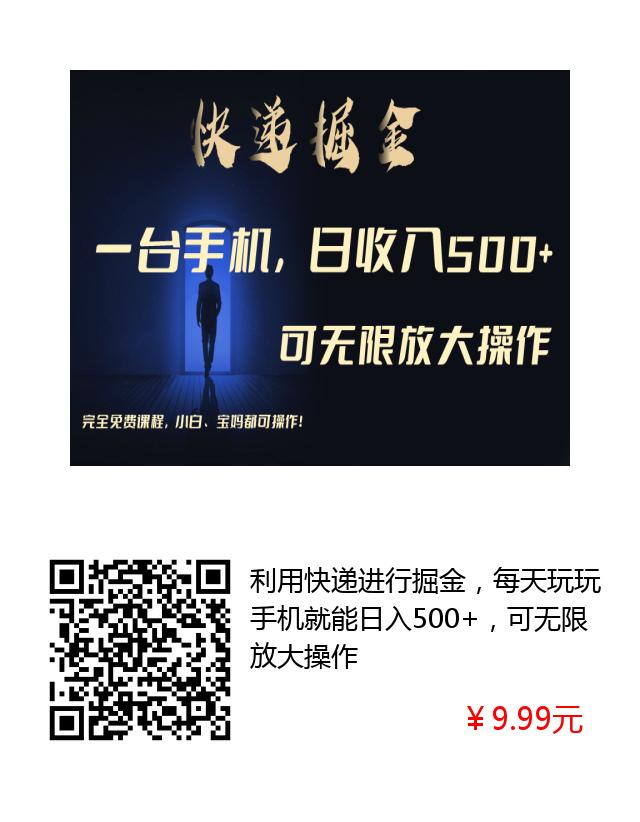 快递掘金
一台手机，日收入500+
可无限放大操作
完全免费课程，小白、宝妈都可操作！
利用快递进行掘金，每天玩玩
手机就能日入500+，可无限
放大操作
￥9.99元